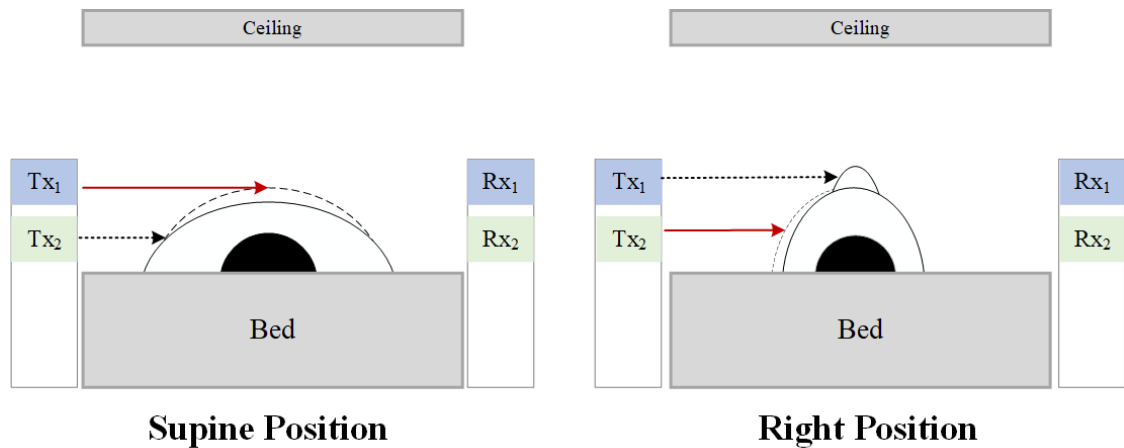 Ceiling
Tx₁
Tx₂
Rx₁
Rx₂
Bed
Supine Position
Ceiling
Tx₁
Tx₂
Rx₁
Rx₂
Bed
Right Position